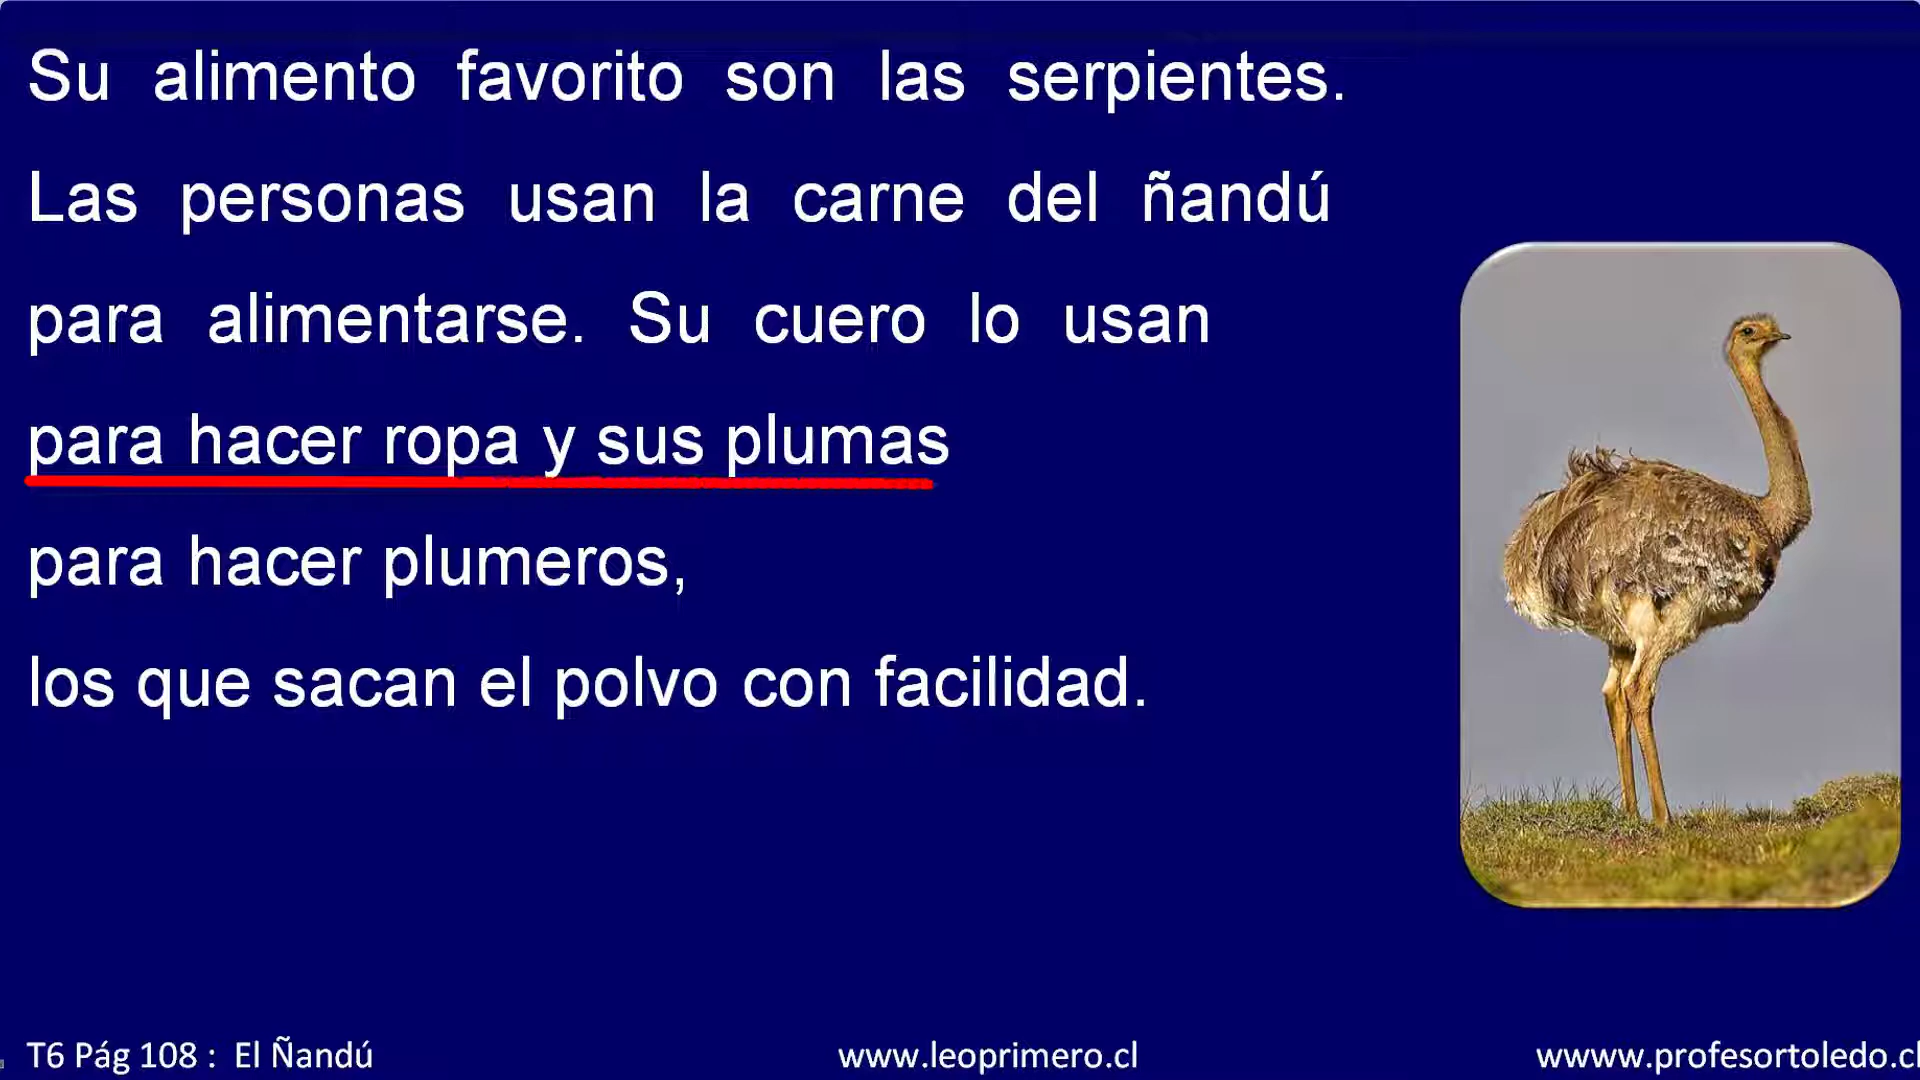 Su alimento favorito son las serpientes.
Las personas usan la carne del ñandú
para alimentarse. Su cuero lo usan
para hacer ropa y sus plumas
para hacer plumeros,
los que sacan el polvo con facilidad.
T6 Pág 108 : El Ñandú
www.leoprimero.cl
wwww.profesortoledo.cl